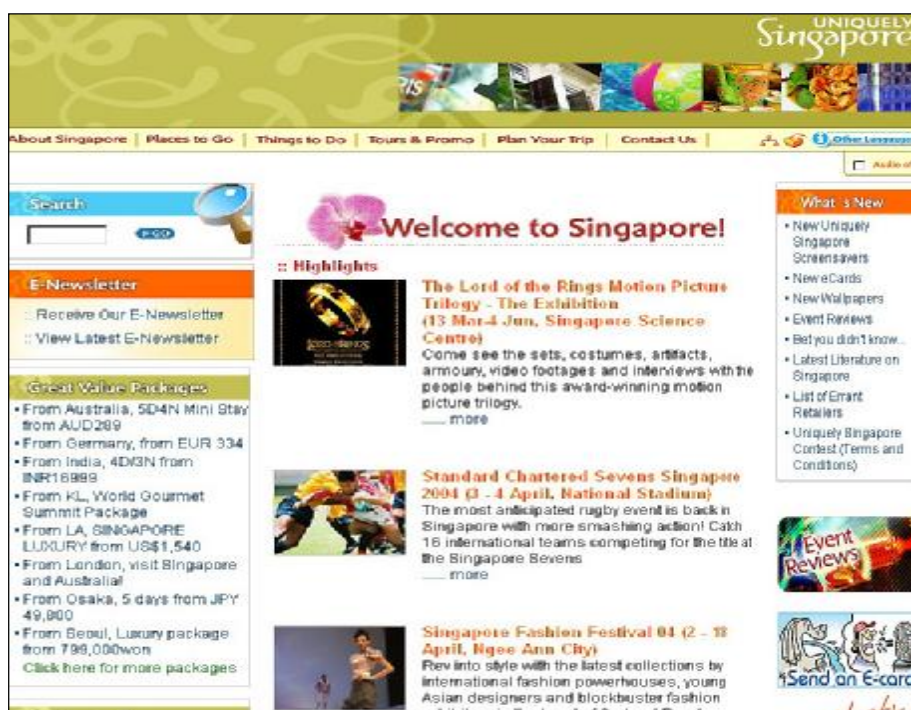 UNIQUELY
Singapore
About Singapore | Places to Go | Things to Do | Tours & Promo | Plan Your Trip | Contact Us |
Other Language
Audio of
Search
GO
E-Newsletter
:: Receive Our E-Newsletter
:: View Latest E-Newsletter
Great Value Packages
• From Australia, 5D4N Mini Stay
from AUD289
• From Germany, from EUR 334
• From India, 4D/3N from
INR16999
• From KL, World Gourmet
Summit Package
• From LA, SINGAPORE
LUXURY from US$1,540
• From London, visit Singapore
and Australia!
• From Osaka, 5 days from JPY
49,800
• From Seoul, Luxury package
from 799,000won
Click here for more packages
Welcome to Singapore!
:: Highlights
The Lord of the Rings Motion Picture
Trilogy - The Exhibition
(13 Mar-4 Jun, Singapore Science
Centre)
Come see the sets, costumes, artifacts,
armoury, video footages and interviews with the
people behind this award-winning motion
picture trilogy.
..... more
Standard Chartered Sevens Singapore
2004 (3 - 4 April, National Stadium)
The most anticipated rugby event is back in
Singapore with more smashing action! Catch
16 international teams competing for the title at
the Singapore Sevens
..... more
Singapore Fashion Festival 04 (2 - 18
April, Ngee Ann City)
Rev into style with the latest collections by
international fashion powerhouses, young
Asian designers and blockbuster fashion
What's New
• New Uniquely
Singapore
Screensavers
• New eCards
• New Wallpapers
• Event Reviews
• Bet you didn't know...
• Latest Literature on
Singapore
• List of Errant
Retailers
• Uniquely Singapore
Contest (Terms and
Conditions)
Event
Reviews
Send an E-card